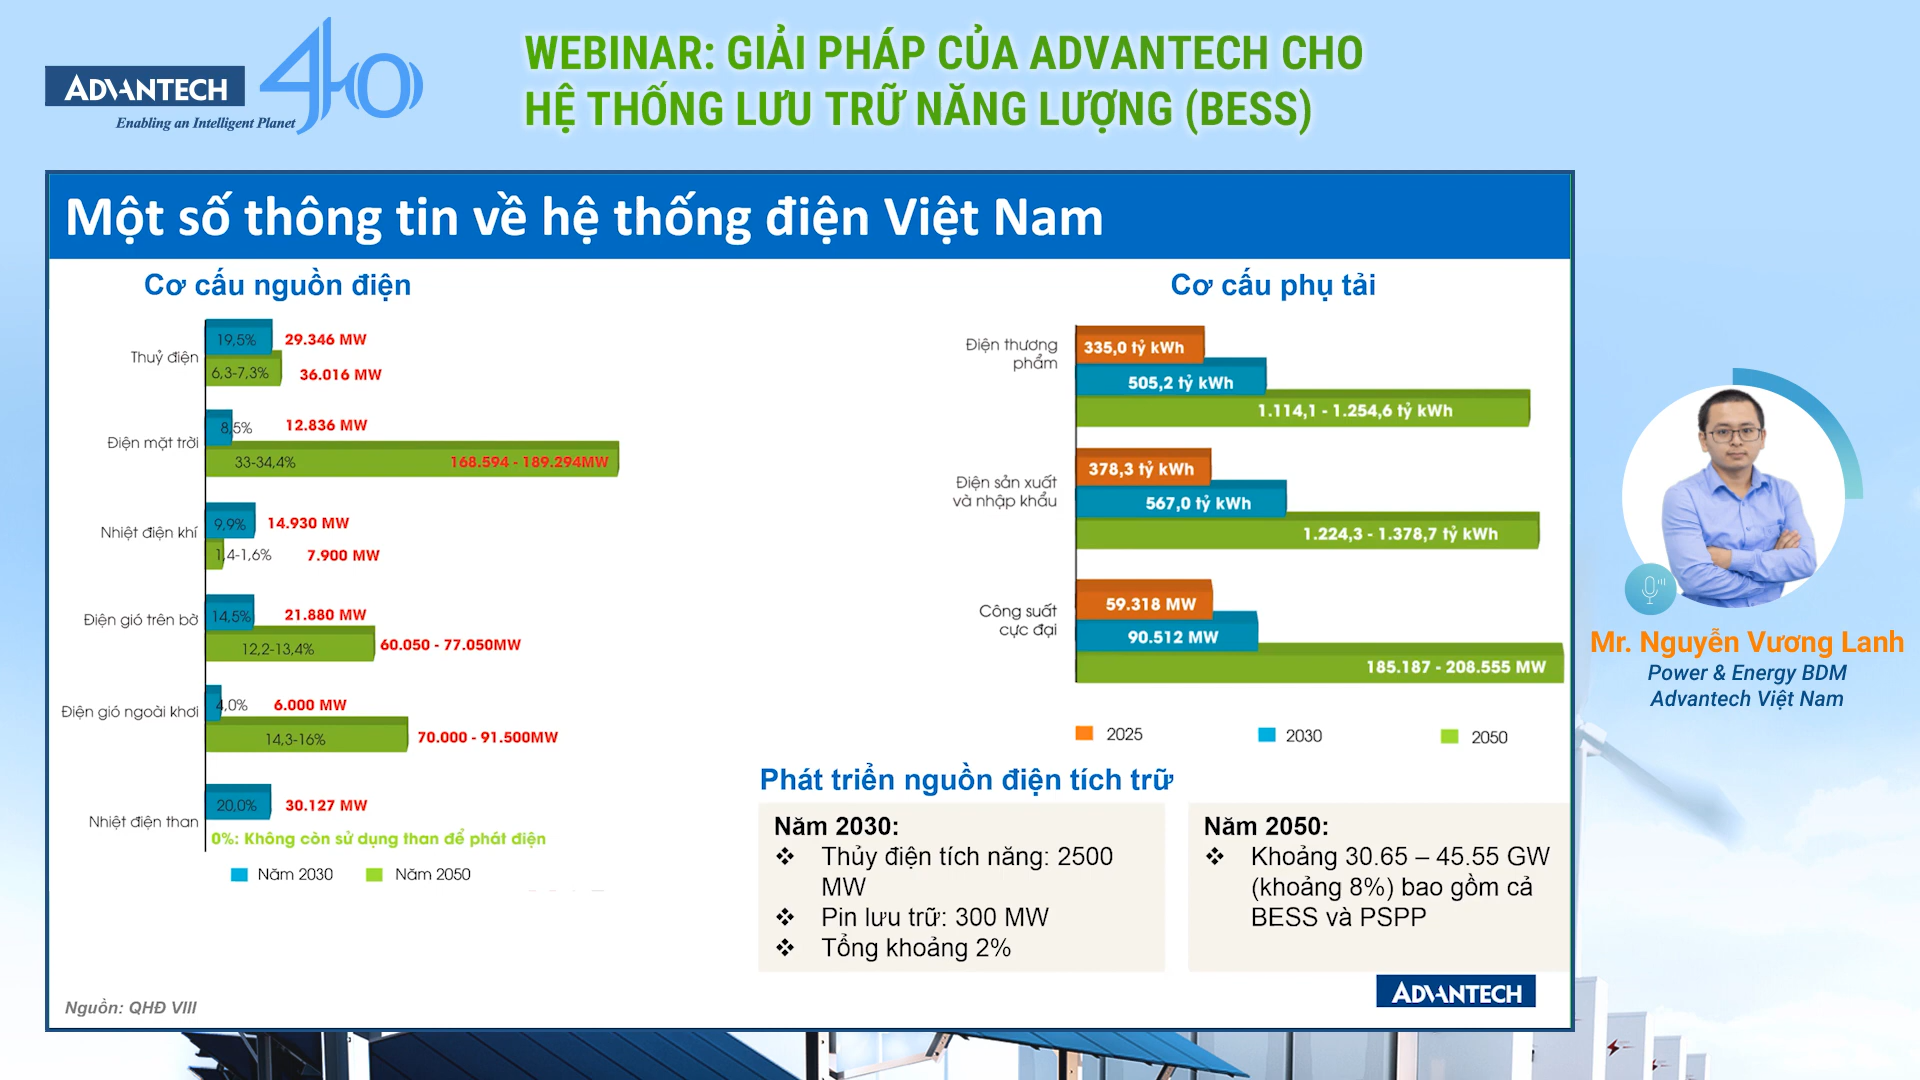 ADVANTECH
Enabling an Intelligent Planet
40
WEBINAR: GIẢI PHÁP CỦA ADVANTECH CHO
HỆ THỐNG LƯU TRỮ NĂNG LƯỢNG (BESS)
Một số thông tin về hệ thống điện Việt Nam
Cơ cấu nguồn điện
Thuỷ điện
19,5%
29.346 MW
6,3-7,3%
36.016 MW
Điện mặt trời
8,5%
12.836 MW
33-34,4%
168.594 - 189.294MW
Nhiệt điện khí
9,9%
14.930 MW
1,4-1,6%
7.900 MW
Điện gió trên bờ
14,5%
21.880 MW
12,2-13,4%
60.050 - 77.050MW
Điện gió ngoài khơi
4,0%
6.000 MW
14,3-16%
70.000 - 91.500MW
Nhiệt điện than
20,0%
30.127 MW
0%: Không còn sử dụng than để phát điện
Năm 2030
Năm 2050
Cơ cấu phụ tải
Điện thương
phẩm
335,0 tỷ kWh
505,2 tỷ kWh
1.114,1 - 1.254,6 tỷ kWh
Điện sản xuất
và nhập khẩu
378,3 tỷ kWh
567,0 tỷ kWh
1.224,3 - 1.378,7 tỷ kWh
Công suất
cực đại
59.318 MW
90.512 MW
185.187 - 208.555 MW
2025
2030
2050
Phát triển nguồn điện tích trữ
Năm 2030:
❖ Thủy điện tích năng: 2500
MW
❖ Pin lưu trữ: 300 MW
❖ Tổng khoảng 2%
Năm 2050:
❖ Khoảng 30.65 – 45.55 GW
(khoảng 8%) bao gồm cả
BESS và PSPP
Nguồn: QHĐ VIII
ADVANTECH
Mr. Nguyễn Vương Lanh
Power & Energy BDM
Advantech Việt Nam